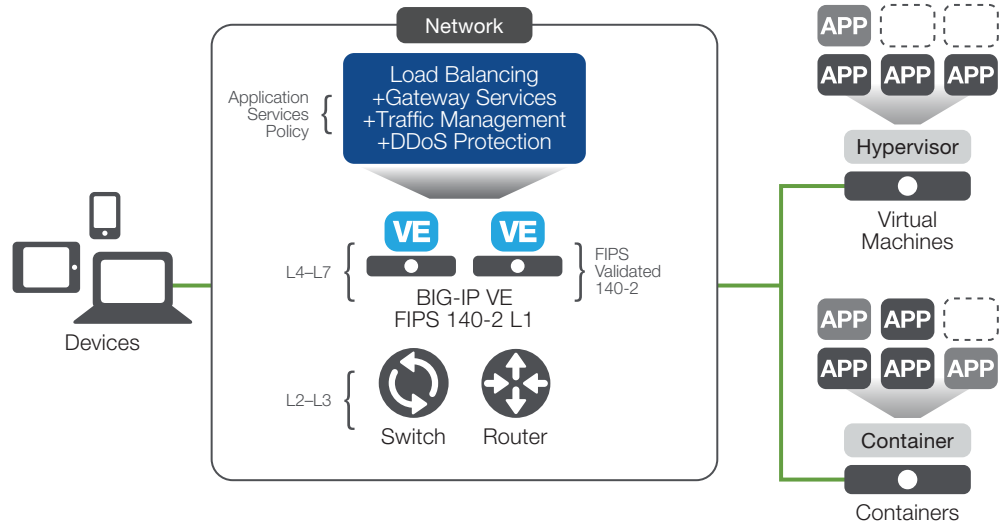 Network
Load Balancing
+Gateway Services
+Traffic Management
+DDoS Protection
Application
Services
Policy
VE
VE
L4–L7
FIPS
Validated
140-2
BIG-IP VE
FIPS 140-2 L1
L2–L3
Switch
Router
Devices
APP
APP
APP
APP
Hypervisor
Virtual
Machines
APP
APP
APP
APP
APP
Container
Containers